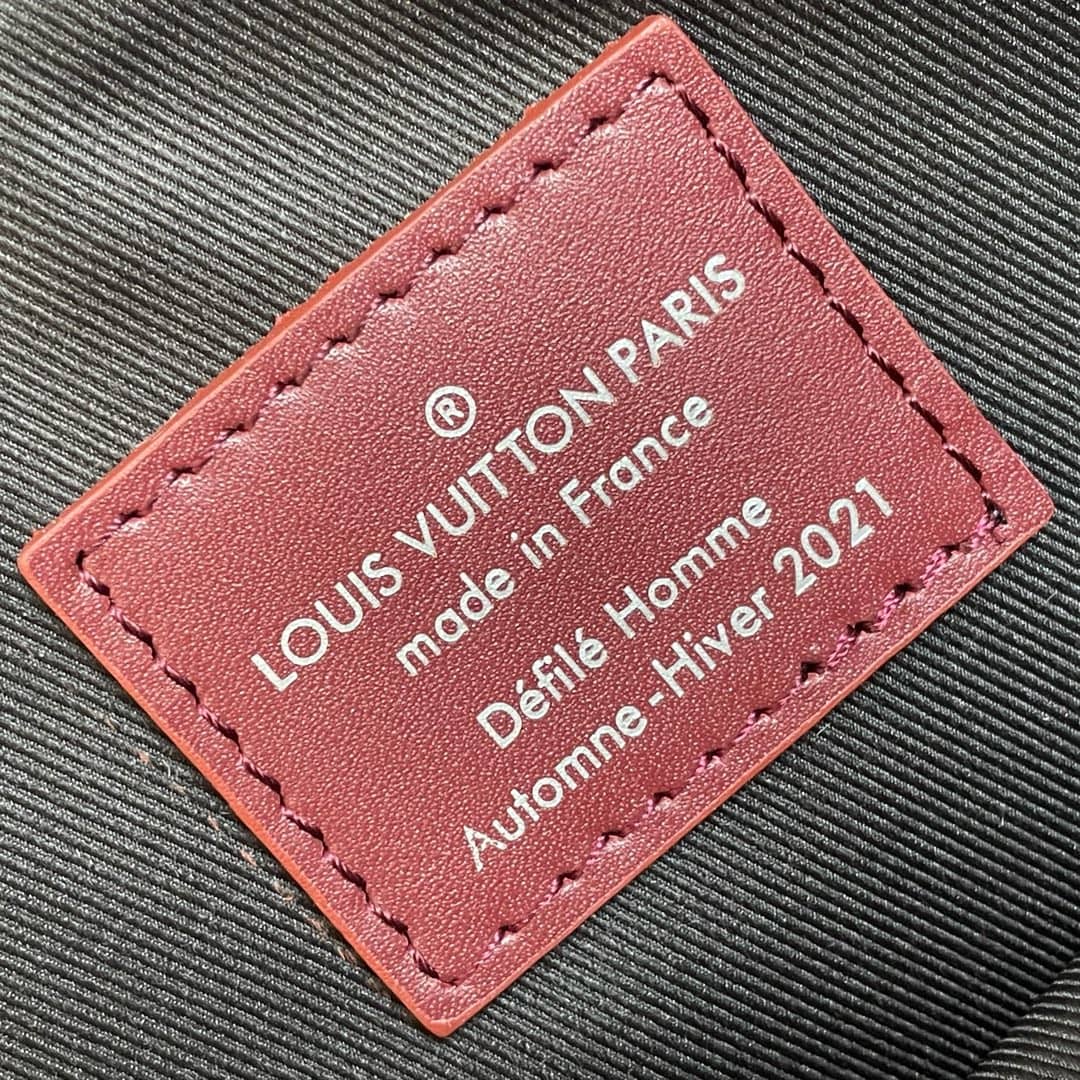 ®
LOUIS VUITTON PARIS
made in France
Défilé Homme
Automne-Hiver 2021